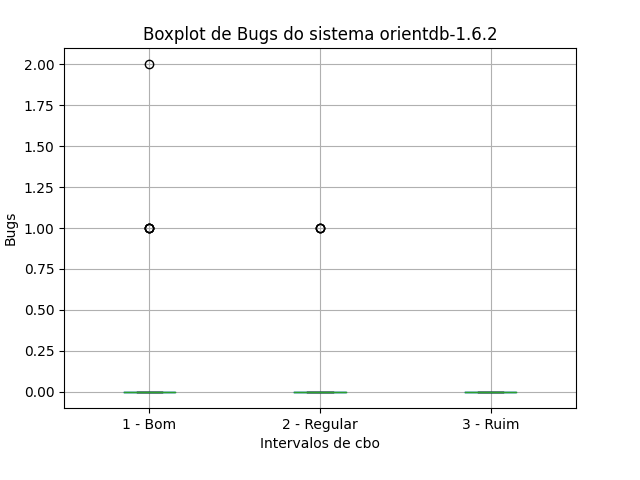 Boxplot de Bugs do sistema orientdb-1.6.2
2.00
1.75
1.50
1.25
1.00
0.75
0.50
0.25
0.00
Bugs
1 - Bom
2 - Regular
3 - Ruim
Intervalos de cbo